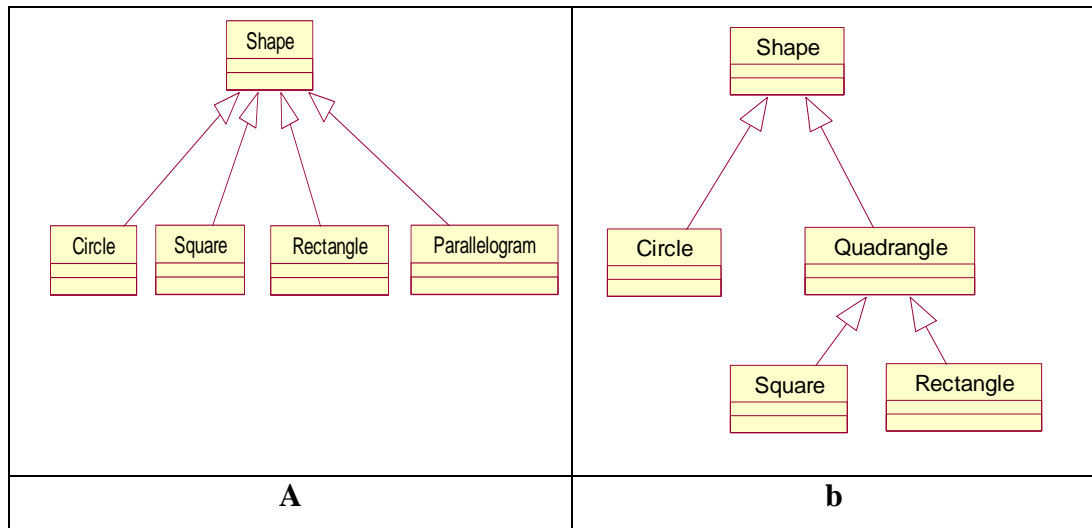 Shape
Circle
Square
Rectangle
Parallelogram
A
Shape
Circle
Quadrangle
Square
Rectangle
b